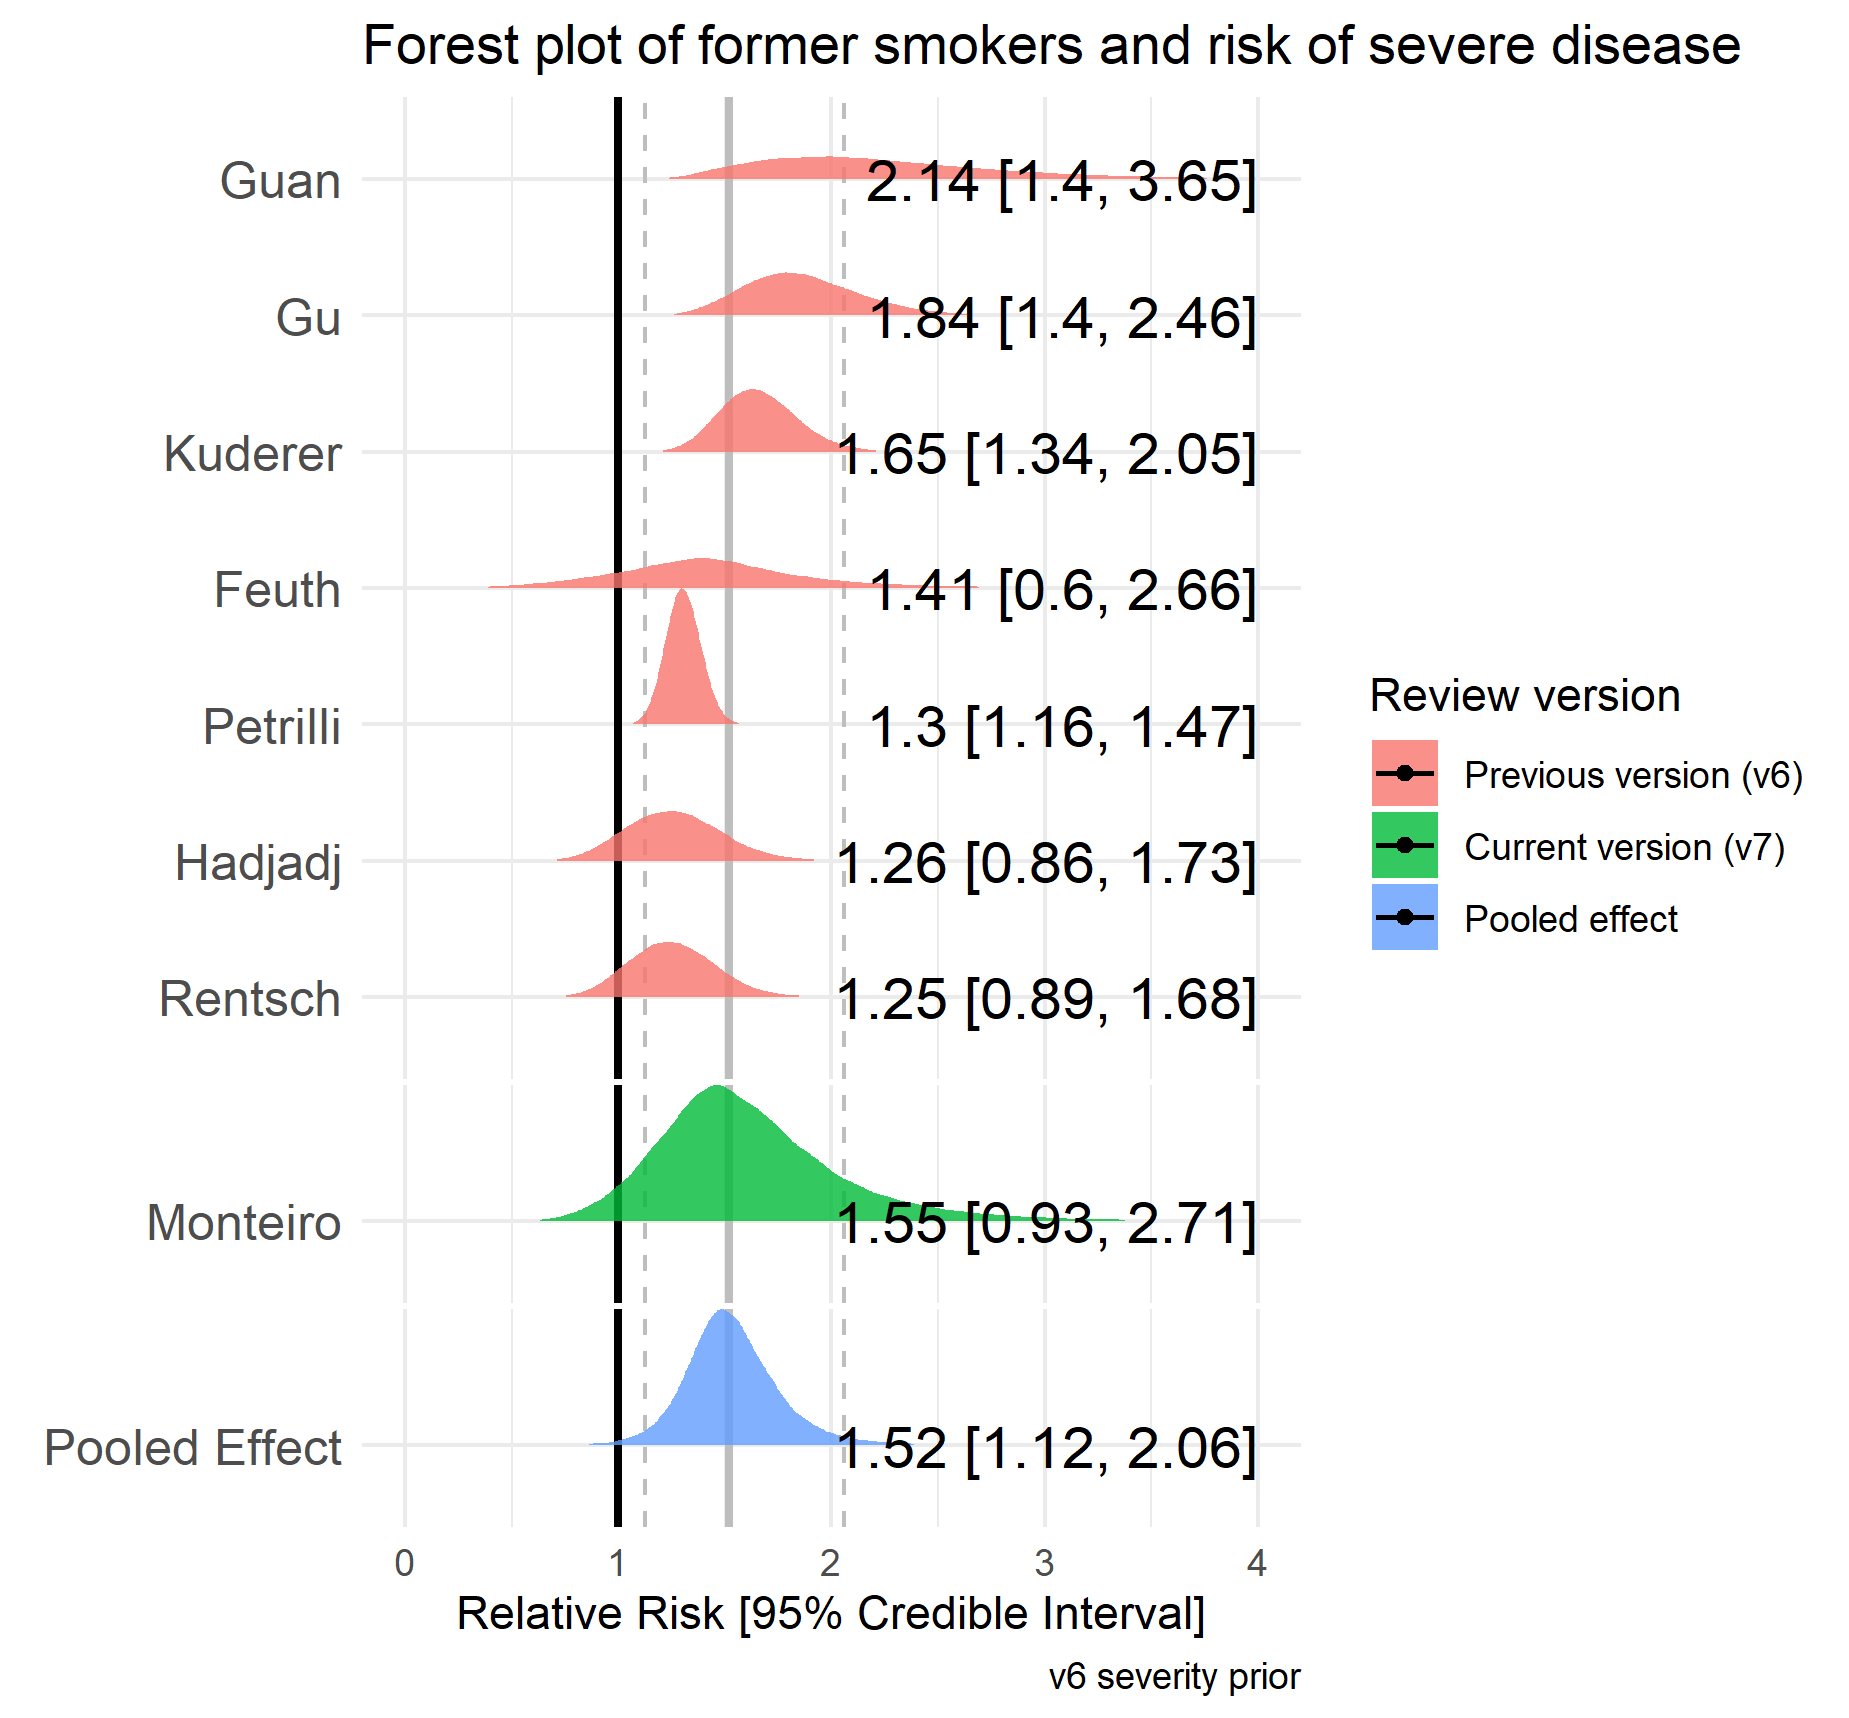 Forest plot of former smokers and risk of severe disease
Guan 2.14 [1.4, 3.65]
Gu 1.84 [1.4, 2.46]
Kuderer 1.65 [1.34, 2.05]
Feuth 1.41 [0.6, 2.66]
Petrilli 1.3 [1.16, 1.47]
Hadjadj 1.26 [0.86, 1.73]
Rentsch 1.25 [0.89, 1.68]
Monteiro 1.55 [0.93, 2.71]
Pooled Effect 1.52 [1.12, 2.06]
0 1 2 3 4
Relative Risk [95% Credible Interval]
v6 severity prior
Review version
Previous version (v6)
Current version (v7)
Pooled effect